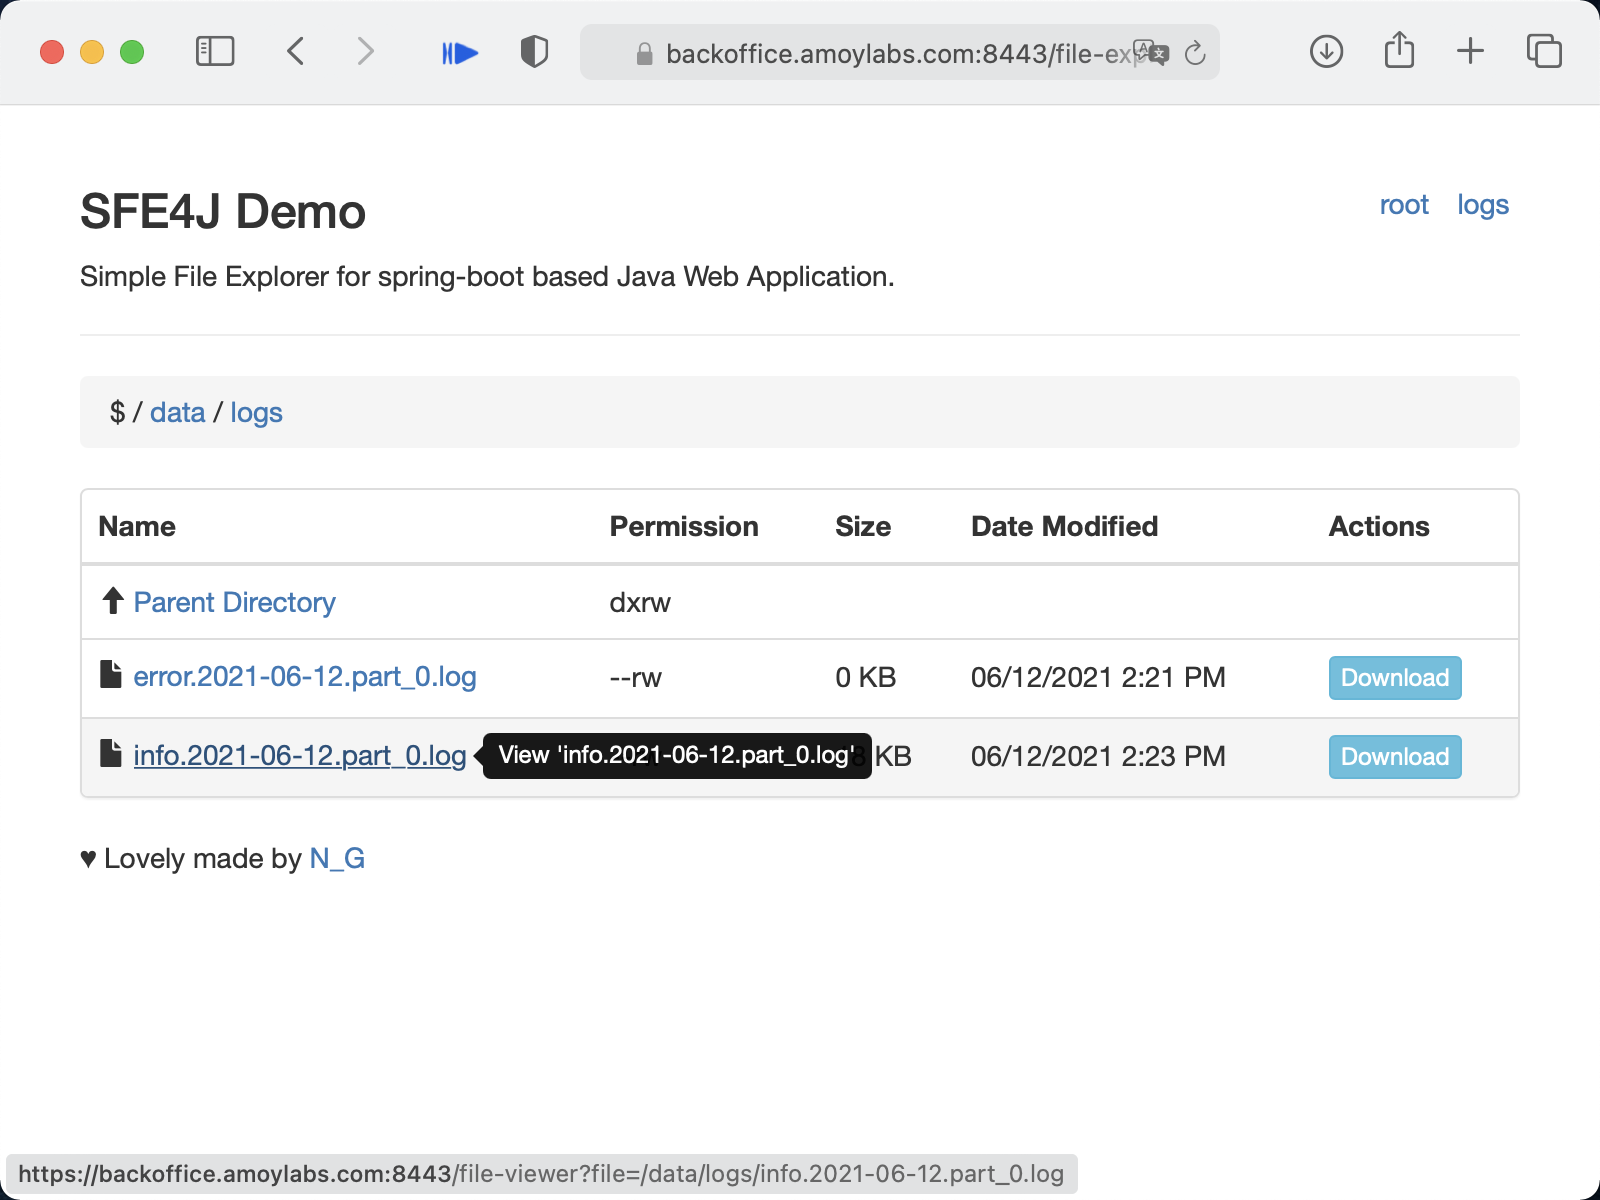 backoffice.amoylabs.com:8443/file-exp
SFE4J Demo
root logs
Simple File Explorer for spring-boot based Java Web Application.
$ / data / logs
Name Permission Size Date Modified Actions
Parent Directory dxrw
error.2021-06-12.part_0.log --rw 0 KB 06/12/2021 2:21 PM Download
info.2021-06-12.part_0.log View 'info.2021-06-12.part_0.log' KB 06/12/2021 2:23 PM Download
♥ Lovely made by N_G
https://backoffice.amoylabs.com:8443/file-viewer?file=/data/logs/info.2021-06-12.part_0.log